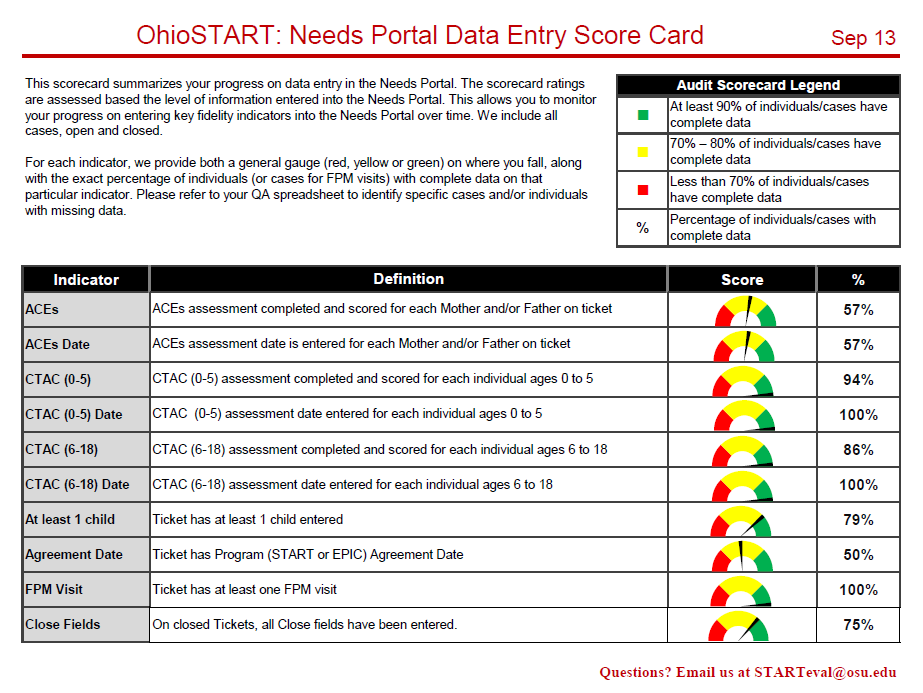 OhioSTART: Needs Portal Data Entry Score Card
Sep 13
This scorecard summarizes your progress on data entry in the Needs Portal. The scorecard ratings
are assessed based the level of information entered into the Needs Portal. This allows you to monitor
your progress on entering key fidelity indicators into the Needs Portal over time. We include all
cases, open and closed.
For each indicator, we provide both a general gauge (red, yellow or green) on where you fall, along
with the exact percentage of individuals (or cases for FPM visits) with complete data on that
particular indicator. Please refer to your QA spreadsheet to identify specific cases and/or individuals
with missing data.
Audit Scorecard Legend
At least 90% of individuals/cases have
complete data
70% – 80% of individuals/cases have
complete data
Less than 70% of individuals/cases
have complete data
% Percentage of individuals/cases with
complete data
Indicator Definition Score %
ACEs ACEs assessment completed and scored for each Mother and/or Father on ticket 57%
ACEs Date ACEs assessment date is entered for each Mother and/or Father on ticket 57%
CTAC (0-5) CTAC (0-5) assessment completed and scored for each individual ages 0 to 5 94%
CTAC (0-5) Date CTAC (0-5) assessment date entered for each individual ages 0 to 5 100%
CTAC (6-18) CTAC (6-18) assessment completed and scored for each individual ages 6 to 18 86%
CTAC (6-18) Date CTAC (6-18) assessment date entered for each individual ages 6 to 18 100%
At least 1 child Ticket has at least 1 child entered 79%
Agreement Date Ticket has Program (START or EPIC) Agreement Date 50%
FPM Visit Ticket has at least one FPM visit 100%
Close Fields On closed Tickets, all Close fields have been entered. 75%
Questions? Email us at STARTeval@osu.edu